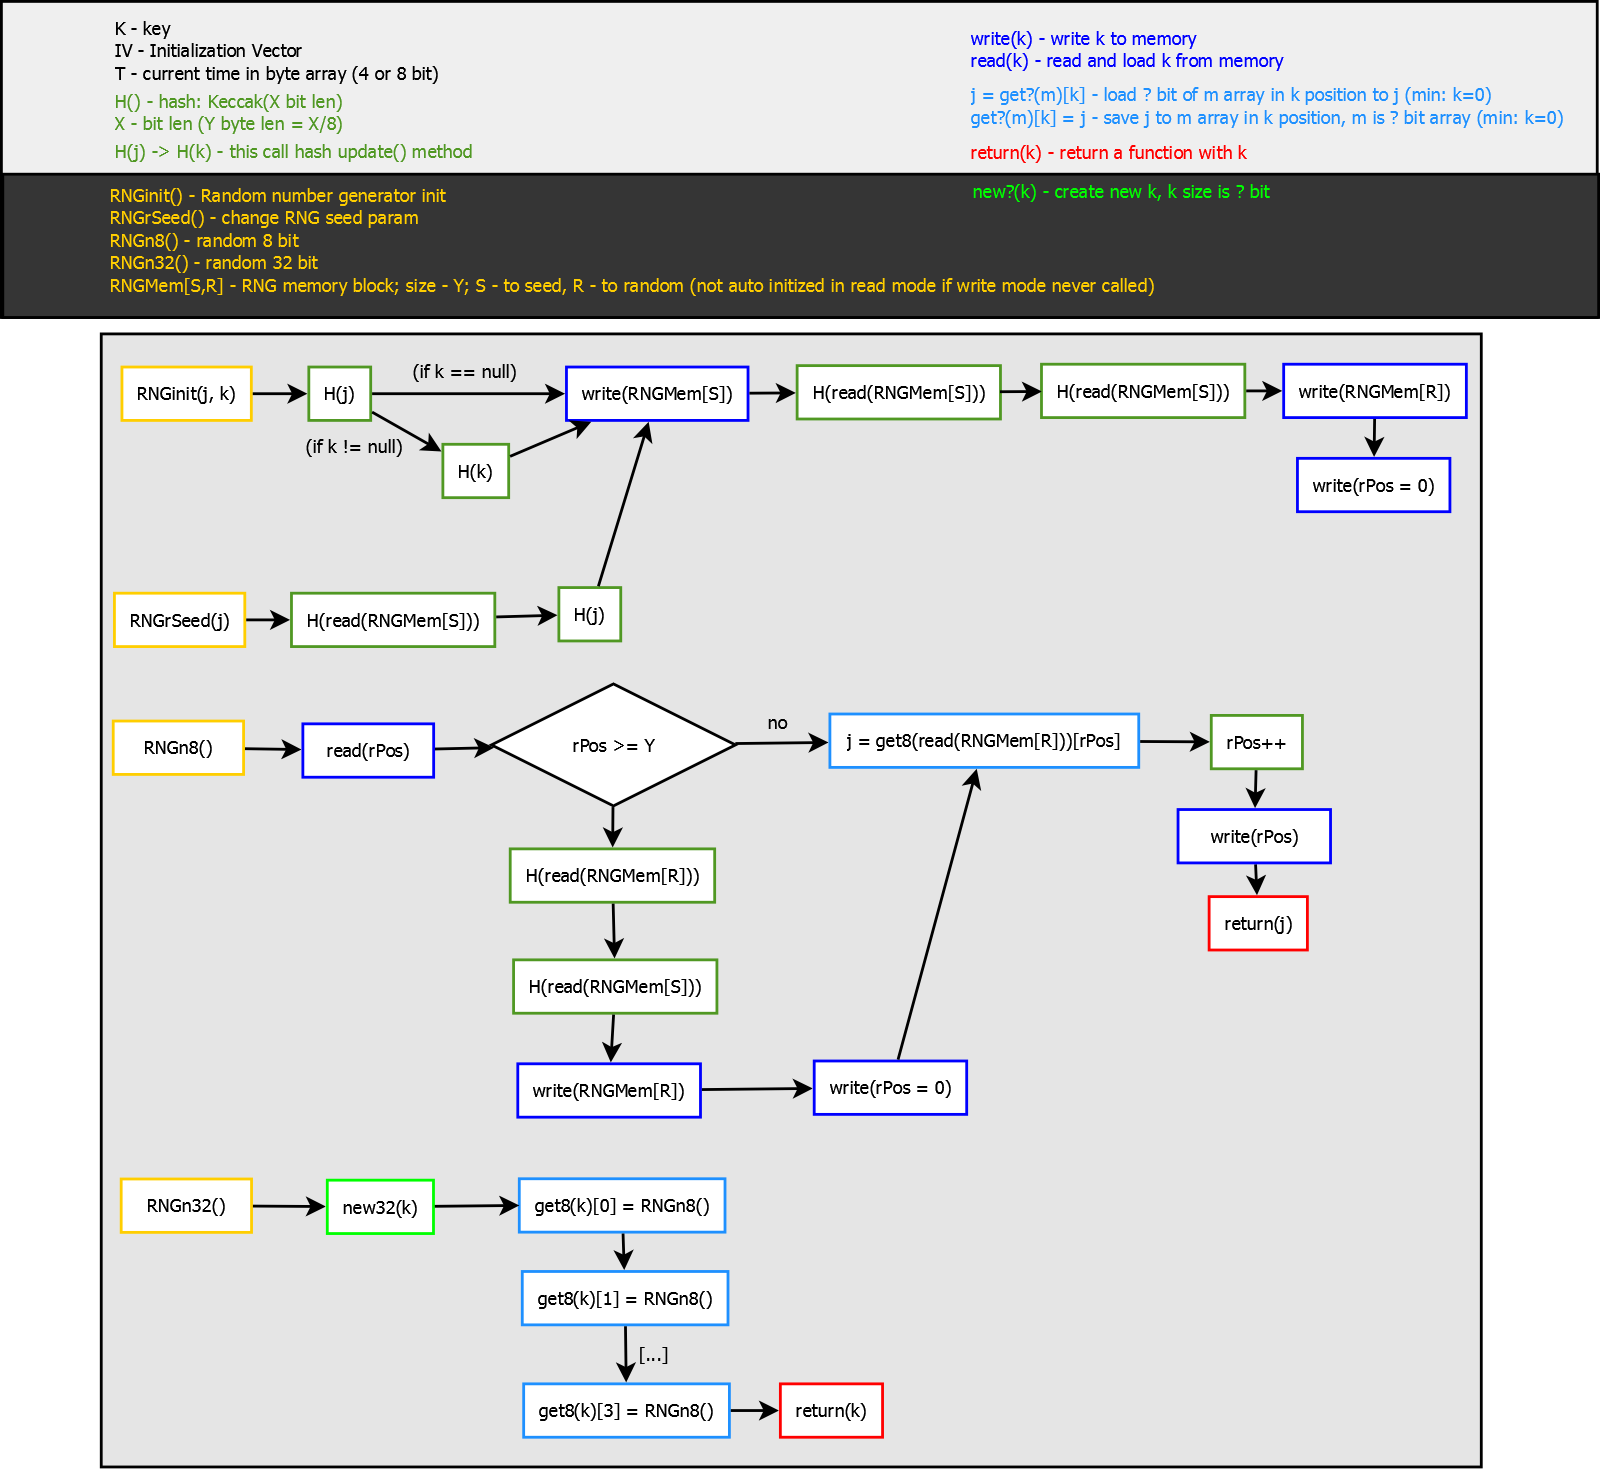 K - key
IV - Initialization Vector
T - current time in byte array (4 or 8 bit)
H() - hash: Keccak(X bit len)
X - bit len (Y byte len = X/8)
H(j) -> H(k) - this call hash update() method
write(k) - write k to memory
read(k) - read and load k from memory
j = get?(m)[k] - load ? bit of m array in k position to j (min: k=0)
get?(m)[k] = j - save j to m array in k position, m is ? bit array (min: k=0)
return(k) - return a function with k
new?(k) - create new k, k size is ? bit
RNGinit() - Random number generator init
RNGrSeed() - change RNG seed param
RNGn8() - random 8 bit
RNGn32() - random 32 bit
RNGMem[S,R] - RNG memory block; size - Y; S - to seed, R - to random (not auto initized in read mode if write mode never called)
RNGinit(j, k)
H(j)
(if k == null)
(if k != null)
H(k)
write(RNGMem[S])
H(read(RNGMem[S]))
H(read(RNGMem[S]))
write(RNGMem[R])
write(rPos = 0)
RNGrSeed(j)
H(read(RNGMem[S]))
H(j)
RNGn8()
read(rPos)
rPos >= Y
no
j = get8(read(RNGMem[R]))[rPos]
rPos++
write(rPos)
return(j)
H(read(RNGMem[R]))
H(read(RNGMem[S]))
write(RNGMem[R])
write(rPos = 0)
RNGn32()
new32(k)
get8(k)[0] = RNGn8()
get8(k)[1] = RNGn8()
[...]
get8(k)[3] = RNGn8()
return(k)